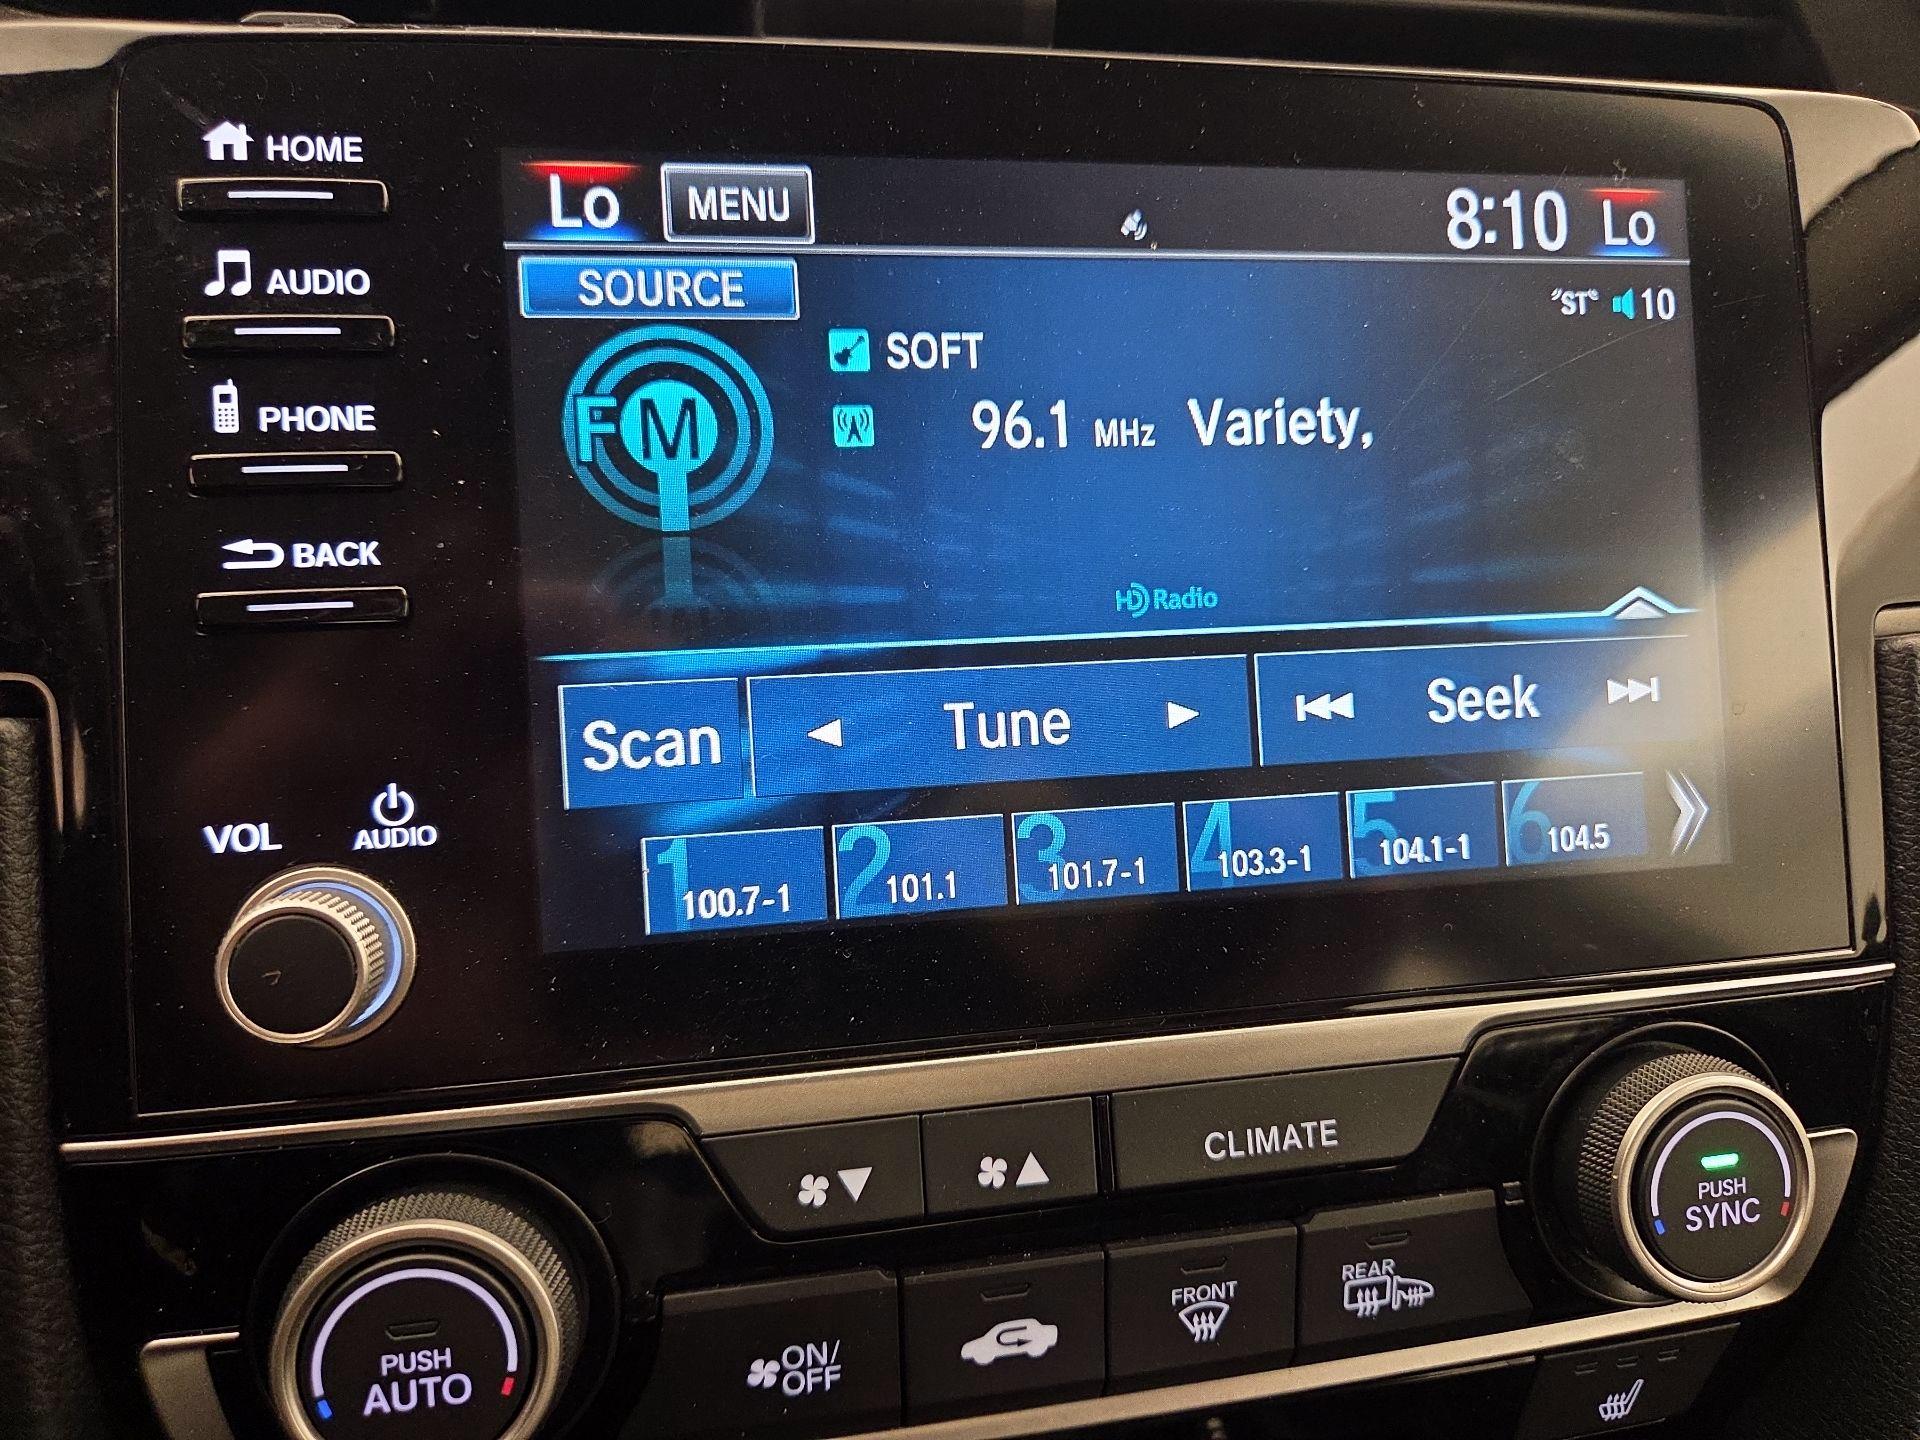 HOME
AUDIO
PHONE
BACK
VOL
AUDIO
Lo MENU 8:10 Lo
SOURCE
"ST" 10
FM
SOFT
96.1 MHz Variety,
HD Radio
Scan Tune Seek
1 100.7-1 2 101.1 3 101.7-1 4 103.3-1 5 104.1-1 6 104.5
CLIMATE
PUSH
SYNC
PUSH
AUTO
ON/
OFF
FRONT
REAR